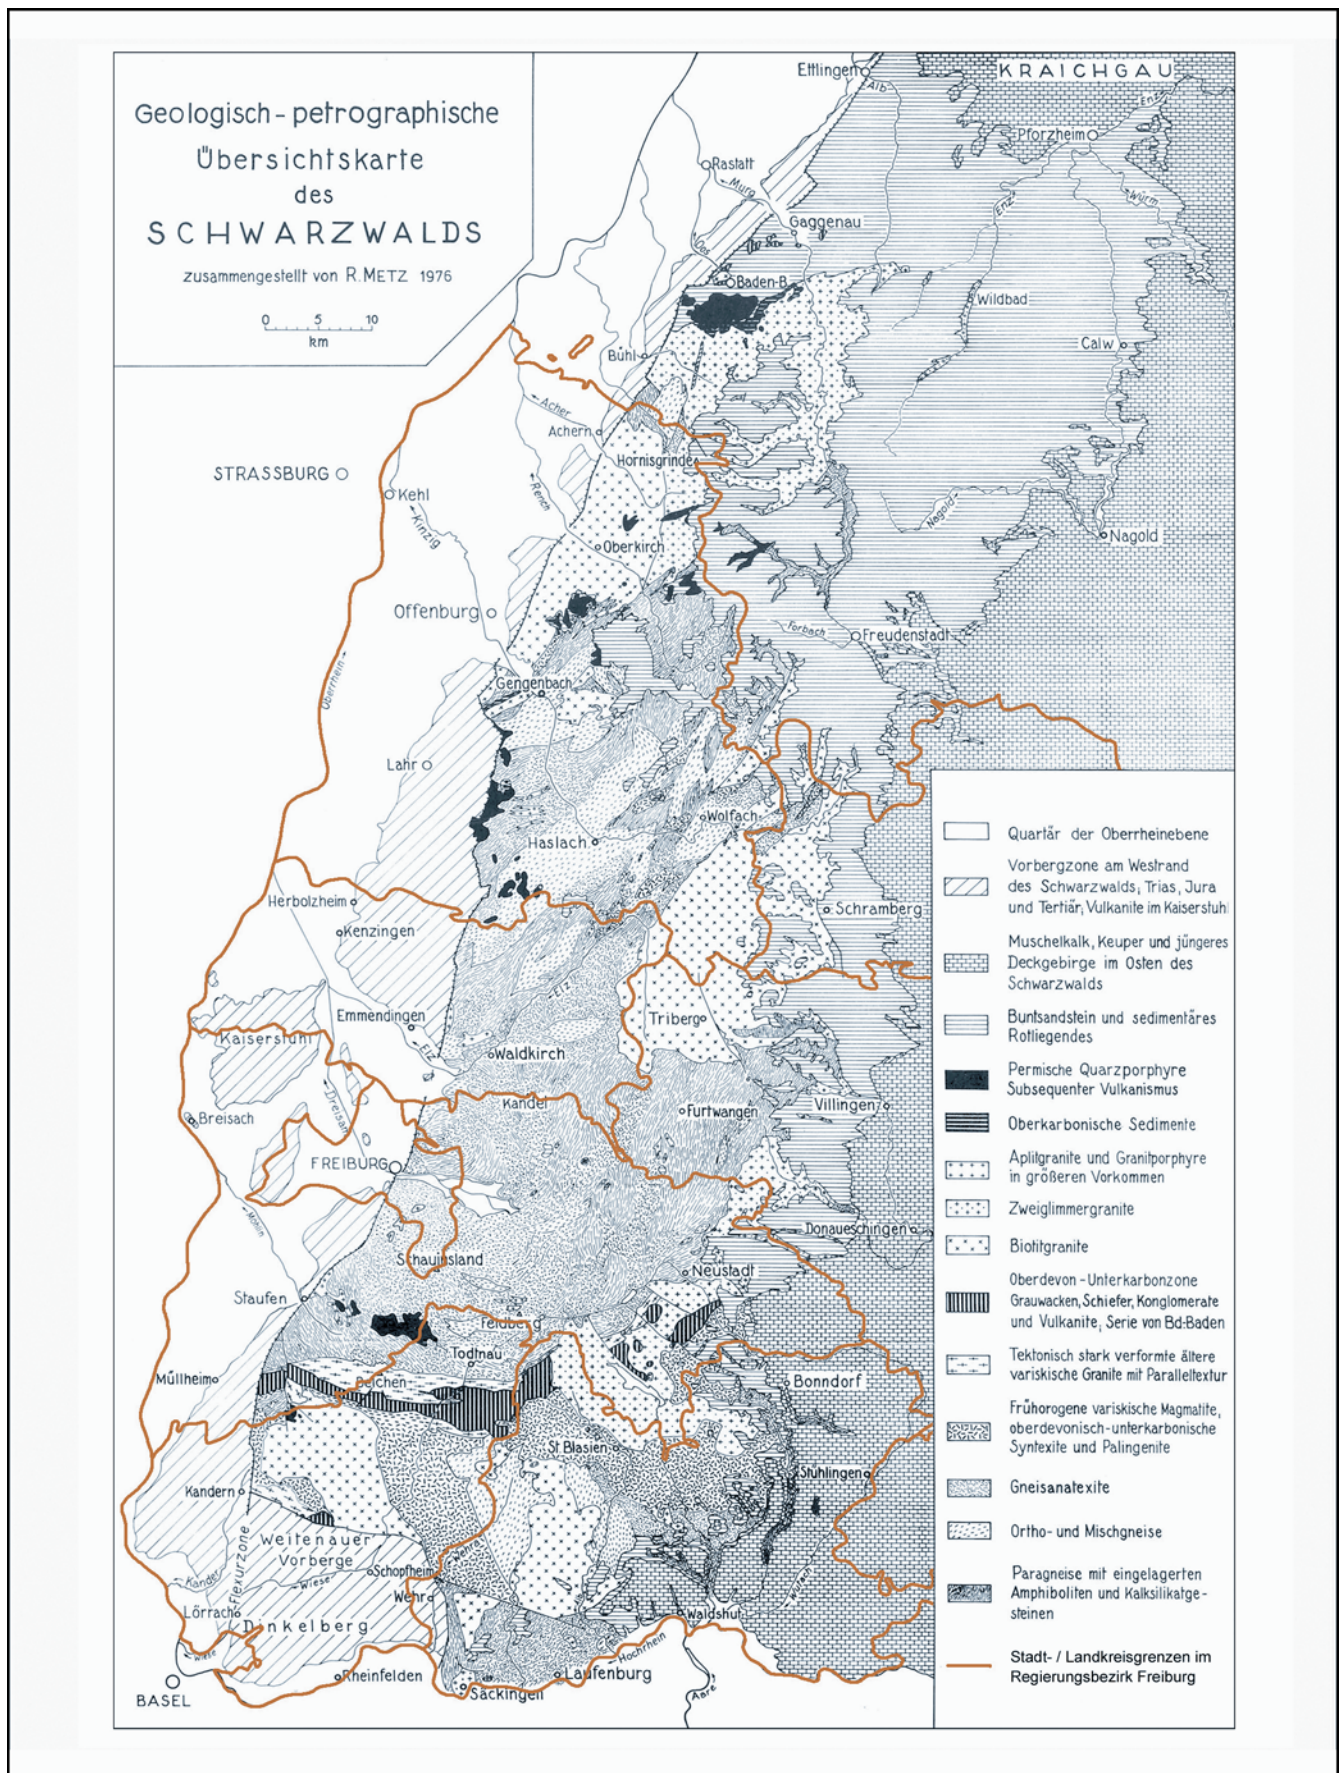 Geologisch-petrographische
Übersichtskarte
des
SCHWARZWALDS
zusammengestellt von R. METZ 1976
0 5 10
km
KRAICHGAU
Ettlingen
Alb
Enz
Pforzheim
Rastatt
Murg
Würm
Enz
Gaggenau
Oos
Baden-B.
Wildbad
Calw
Bühl
Acher
Achern
Hornisgrinde
STRASSBURG
Kehl
Rench
Nagold
Kinzig
Nagold
Oberkirch
Offenburg
Forbach
Freudenstadt
Oberrhein
Gengenbach
Lahr
Wolfach
Haslach
Herbolzheim
Schramberg
Kenzingen
Elz
Emmendingen
Triberg
Kaiserstuhl
Elz
Waldkirch
Kandel
Furtwangen
Villingen
Breisach
Dreisam
FREIBURG
Möhlin
Donaueschingen
Schauinsland
Neustadt
Staufen
Feldberg
Todtnau
Müllheim
Belchen
Bonndorf
St. Blasien
Stühlingen
Kandern
Weitenauer
Vorberge
Flexurzone
Wehra
Kander
Wiese
Schopfheim
Wehr
Wutach
Lörrach
Dinkelberg
Waldshut
Wiese
Hochrhein
Rheinfelden
Laufenburg
BASEL
Säckingen
Aare
Quartär der Oberrheinebene
Vorbergzone am Westrand
des Schwarzwalds; Trias, Jura
und Tertiär; Vulkanite im Kaiserstuhl
Muschelkalk, Keuper und jüngeres
Deckgebirge im Osten des
Schwarzwalds
Buntsandstein und sedimentäres
Rotliegendes
Permische Quarzporphyre
Subsequenter Vulkanismus
Oberkarbonische Sedimente
Aplitgranite und Granitporphyre
in größeren Vorkommen
Zweiglimmergranite
Biotitgranite
Oberdevon-Unterkarbonzone
Grauwacken, Schiefer, Konglomerate
und Vulkanite; Serie von Bd-Baden
Tektonisch stark verformte ältere
variskische Granite mit Paralleltextur
Frühorogene variskische Magmatite,
oberdevonisch-unterkarbonische
Syntexite und Palingenite
Gneisanatexite
Ortho- und Mischgneise
Paragneise mit eingelagerten
Amphiboliten und Kalksilikatge-
steinen
Stadt- / Landkreisgrenzen im
Regierungsbezirk Freiburg